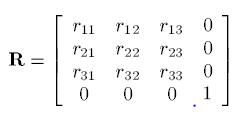 R = [ r11 r12 r13 0
r21 r22 r23 0
r31 r32 r33 0
0 0 0 1 ]